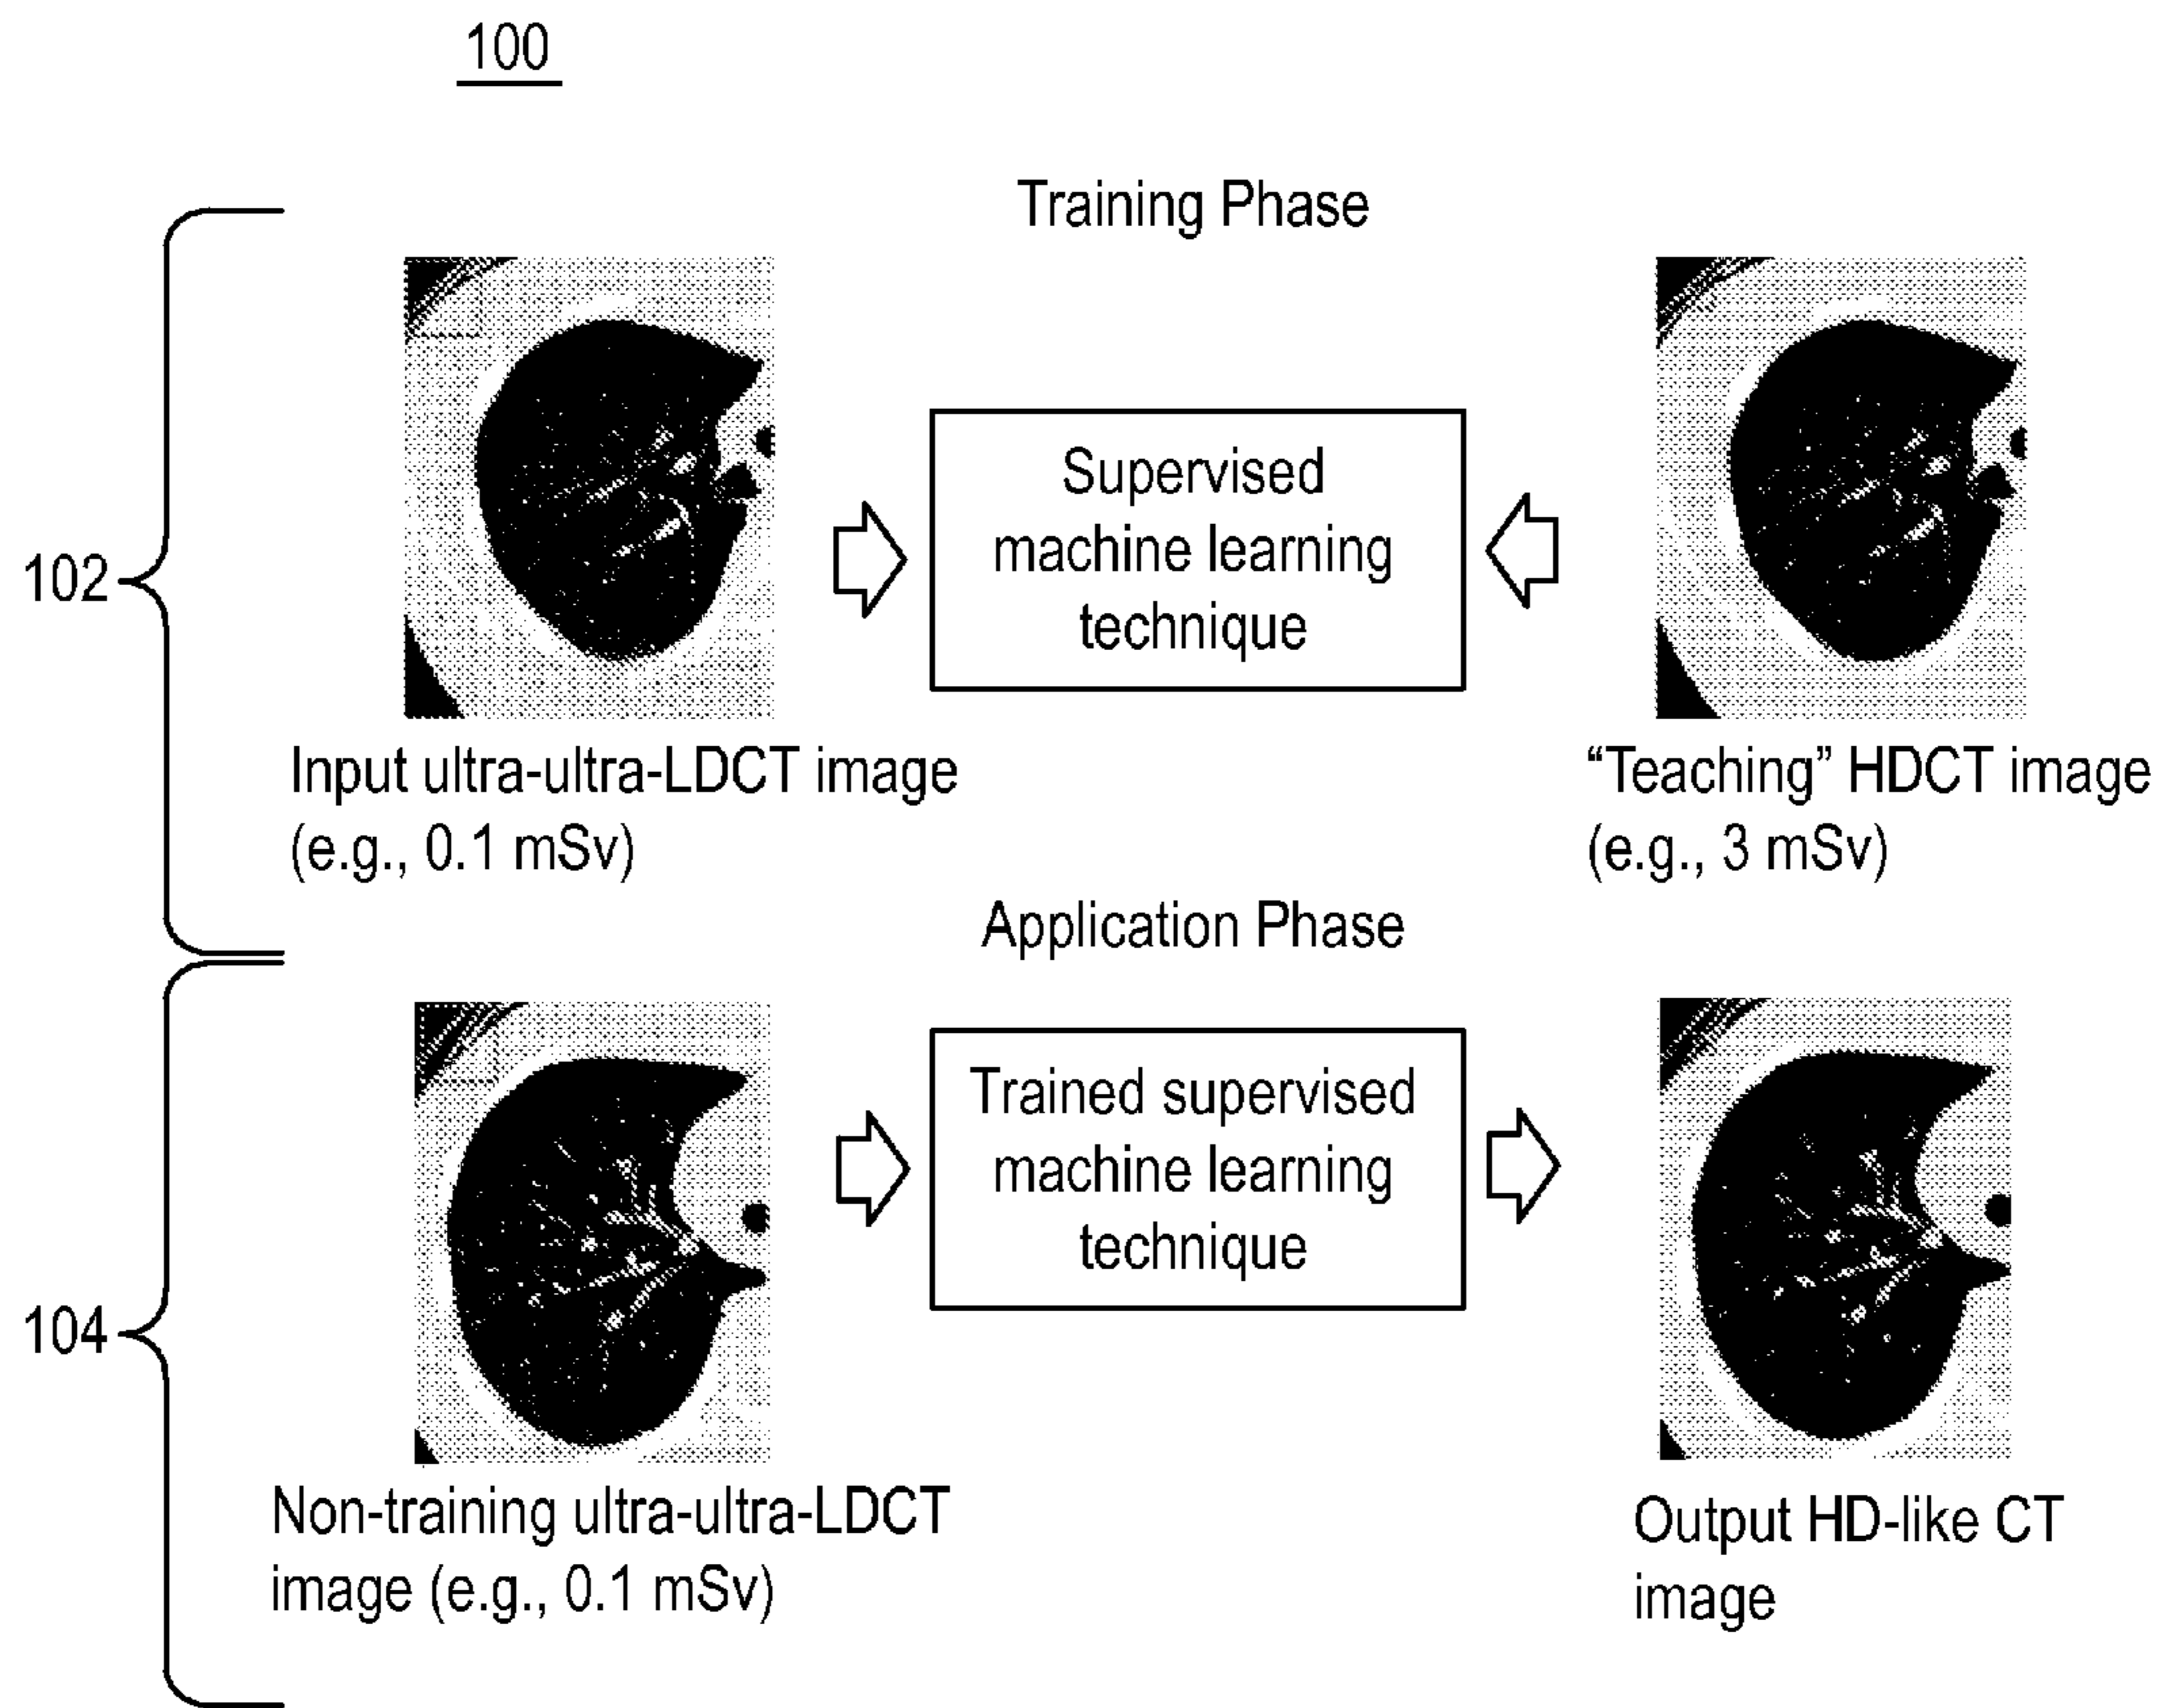 100
Training Phase
102
Supervised
machine learning
technique
Input ultra-ultra-LDCT image
(e.g., 0.1 mSv)
“Teaching” HDCT image
(e.g., 3 mSv)
Application Phase
104
Trained supervised
machine learning
technique
Non-training ultra-ultra-LDCT
image (e.g., 0.1 mSv)
Output HD-like CT
image